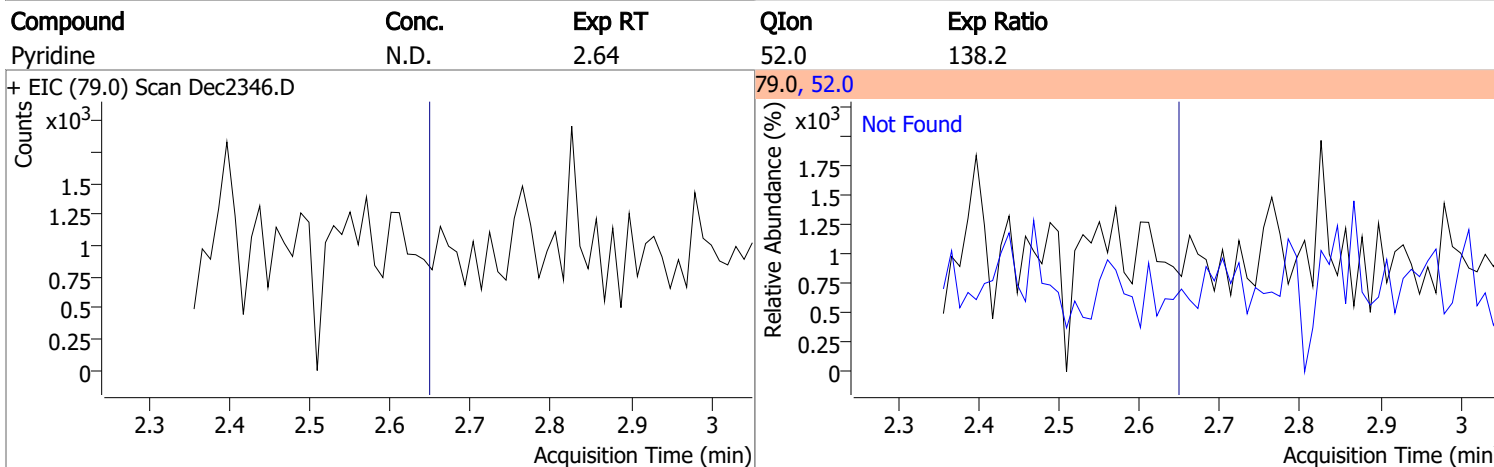 Compound Conc. Exp RT QIon Exp Ratio
Pyridine N.D. 2.64 52.0 138.2
+ EIC (79.0) Scan Dec2346.D
Counts
x10³
1.5
1.25
1
0.75
0.5
0.25
0
2.3 2.4 2.5 2.6 2.7 2.8 2.9 3
Acquisition Time (min)
79.0, 52.0
Relative Abundance (%)
x10³
Not Found
1.75
1.5
1.25
1
0.75
0.5
0.25
0
2.3 2.4 2.5 2.6 2.7 2.8 2.9 3
Acquisition Time (min